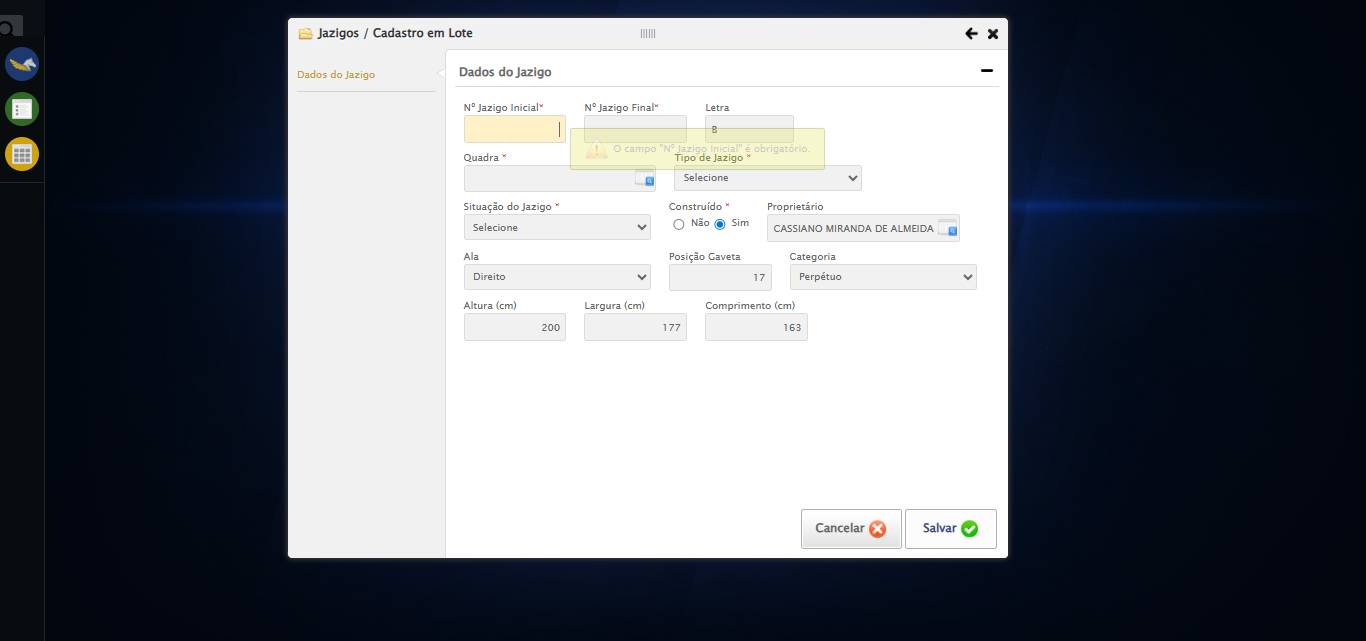 Jazigos / Cadastro em Lote
Dados do Jazigo
Dados do Jazigo
Nº Jazigo Inicial* Nº Jazigo Final* Letra
B
O campo "Nº Jazigo Inicial" é obrigatório.
Quadra * Tipo de Jazigo *
Selecione
Situação do Jazigo * Construído * Proprietário
Selecione Não Sim CASSIANO MIRANDA DE ALMEIDA
Ala Posição Gaveta Categoria
Direito 17 Perpétuo
Altura (cm) Largura (cm) Comprimento (cm)
200 177 163
Cancelar Salvar